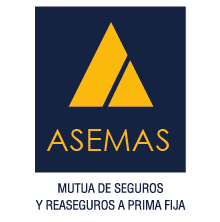 ASEMAS
MUTUA DE SEGUROS
Y REASEGUROS A PRIMA FIJA